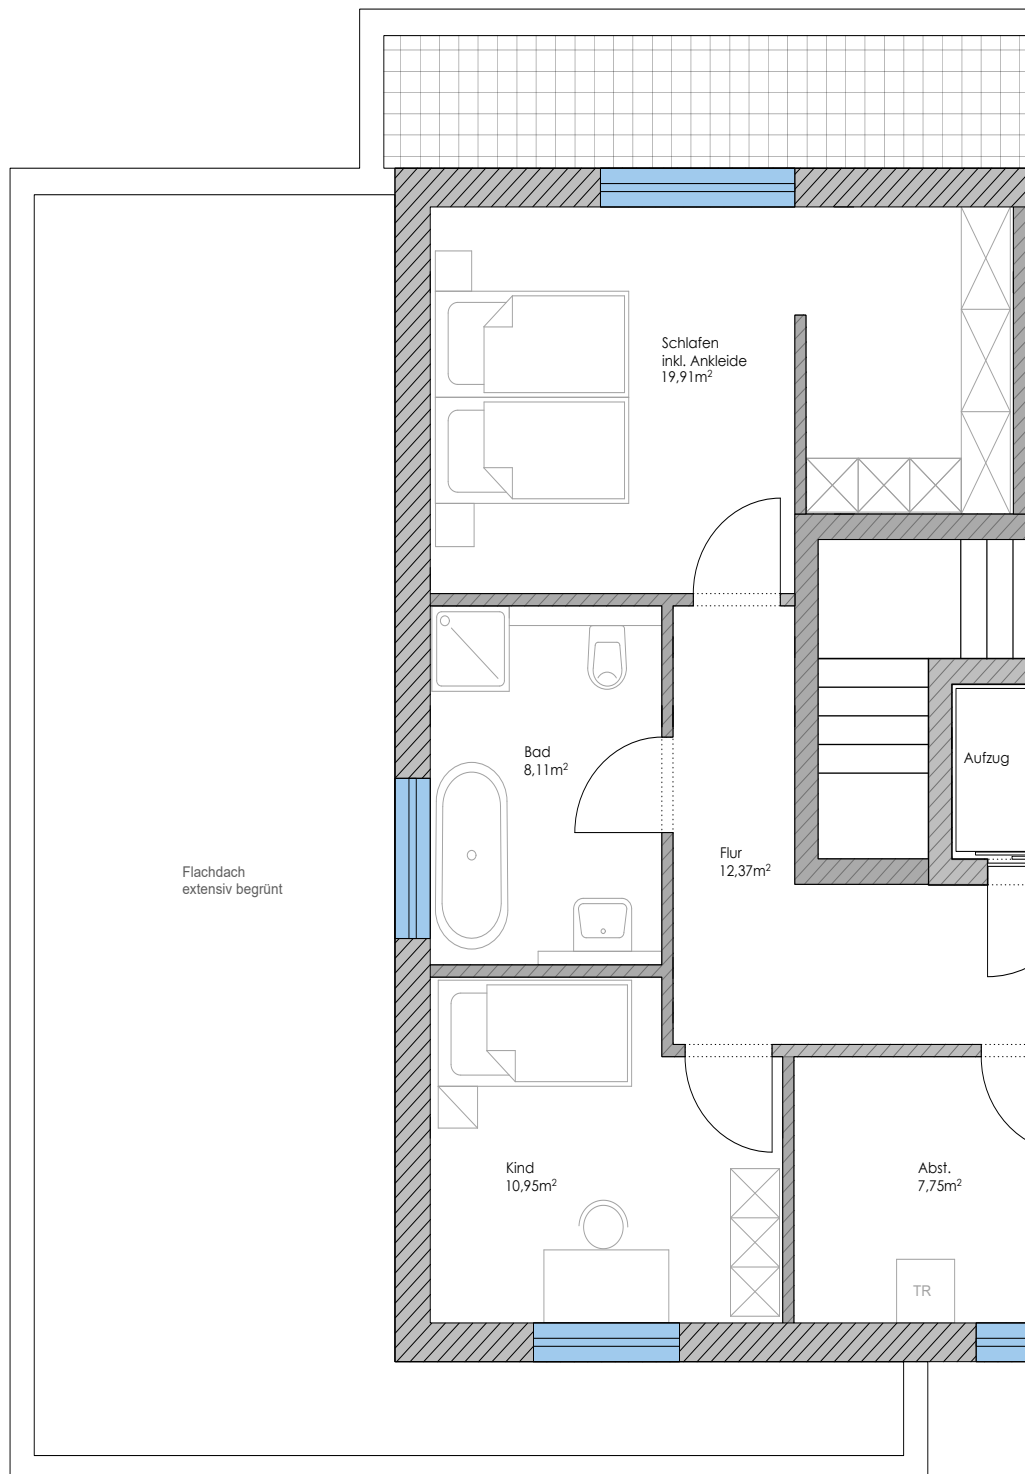 Schlafen
inkl. Ankleide
19,91m²
Bad
8,11m²
Aufzug
Flur
12,37m²
Flachdach
extensiv begrünt
Kind
10,95m²
Abst.
7,75m²
TR